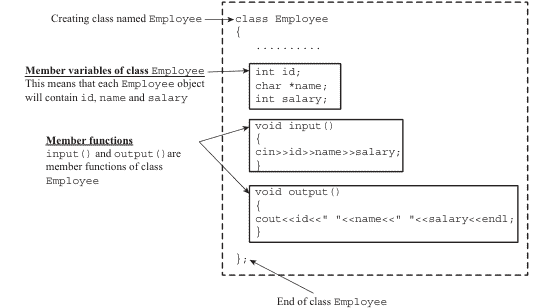 Creating class named Employee
class Employee
{
..........
Member variables of class Employee
This means that each Employee object
will contain id, name and salary
int id;
char *name;
int salary;
Member functions
input() and output()are
member functions of class
Employee
void input()
{
cin>>id>>name>>salary;
}
void output()
{
cout<<id<<" "<<name<<" "<<salary<<endl;
}
};
End of class Employee